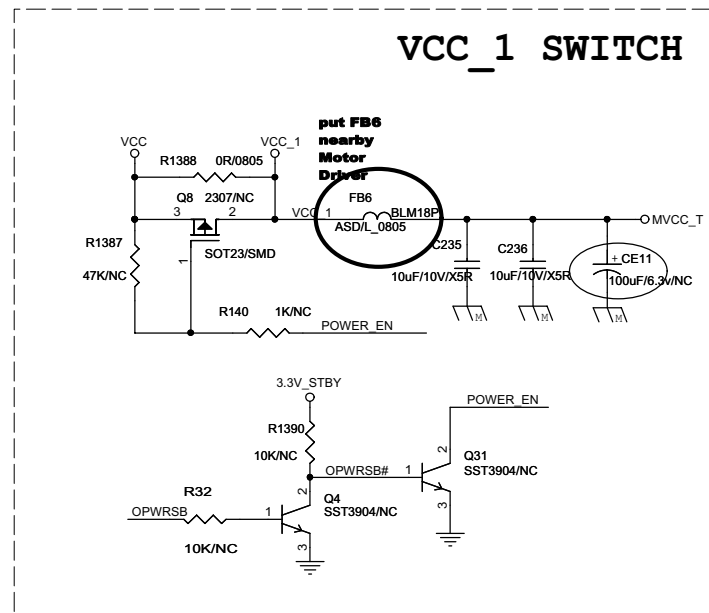 VCC_1 SWITCH
put FB6
nearby
Motor
Driver
VCC
R1388
0R/0805
VCC_1
Q8
2307/NC
3
2
VCC_1
FB6
BLM18P
ASD/L_0805
MVCC_T
R1387
47K/NC
1
SOT23/SMD
C235
10uF/10V/X5R
C236
10uF/10V/X5R
+
CE11
100uF/6.3v/NC
M
M
M
R140
1K/NC
POWER_EN
3.3V_STBY
R1390
10K/NC
POWER_EN
OPWRSB#
1
2
Q31
SST3904/NC
3
R32
OPWRSB
10K/NC
1
2
Q4
SST3904/NC
3